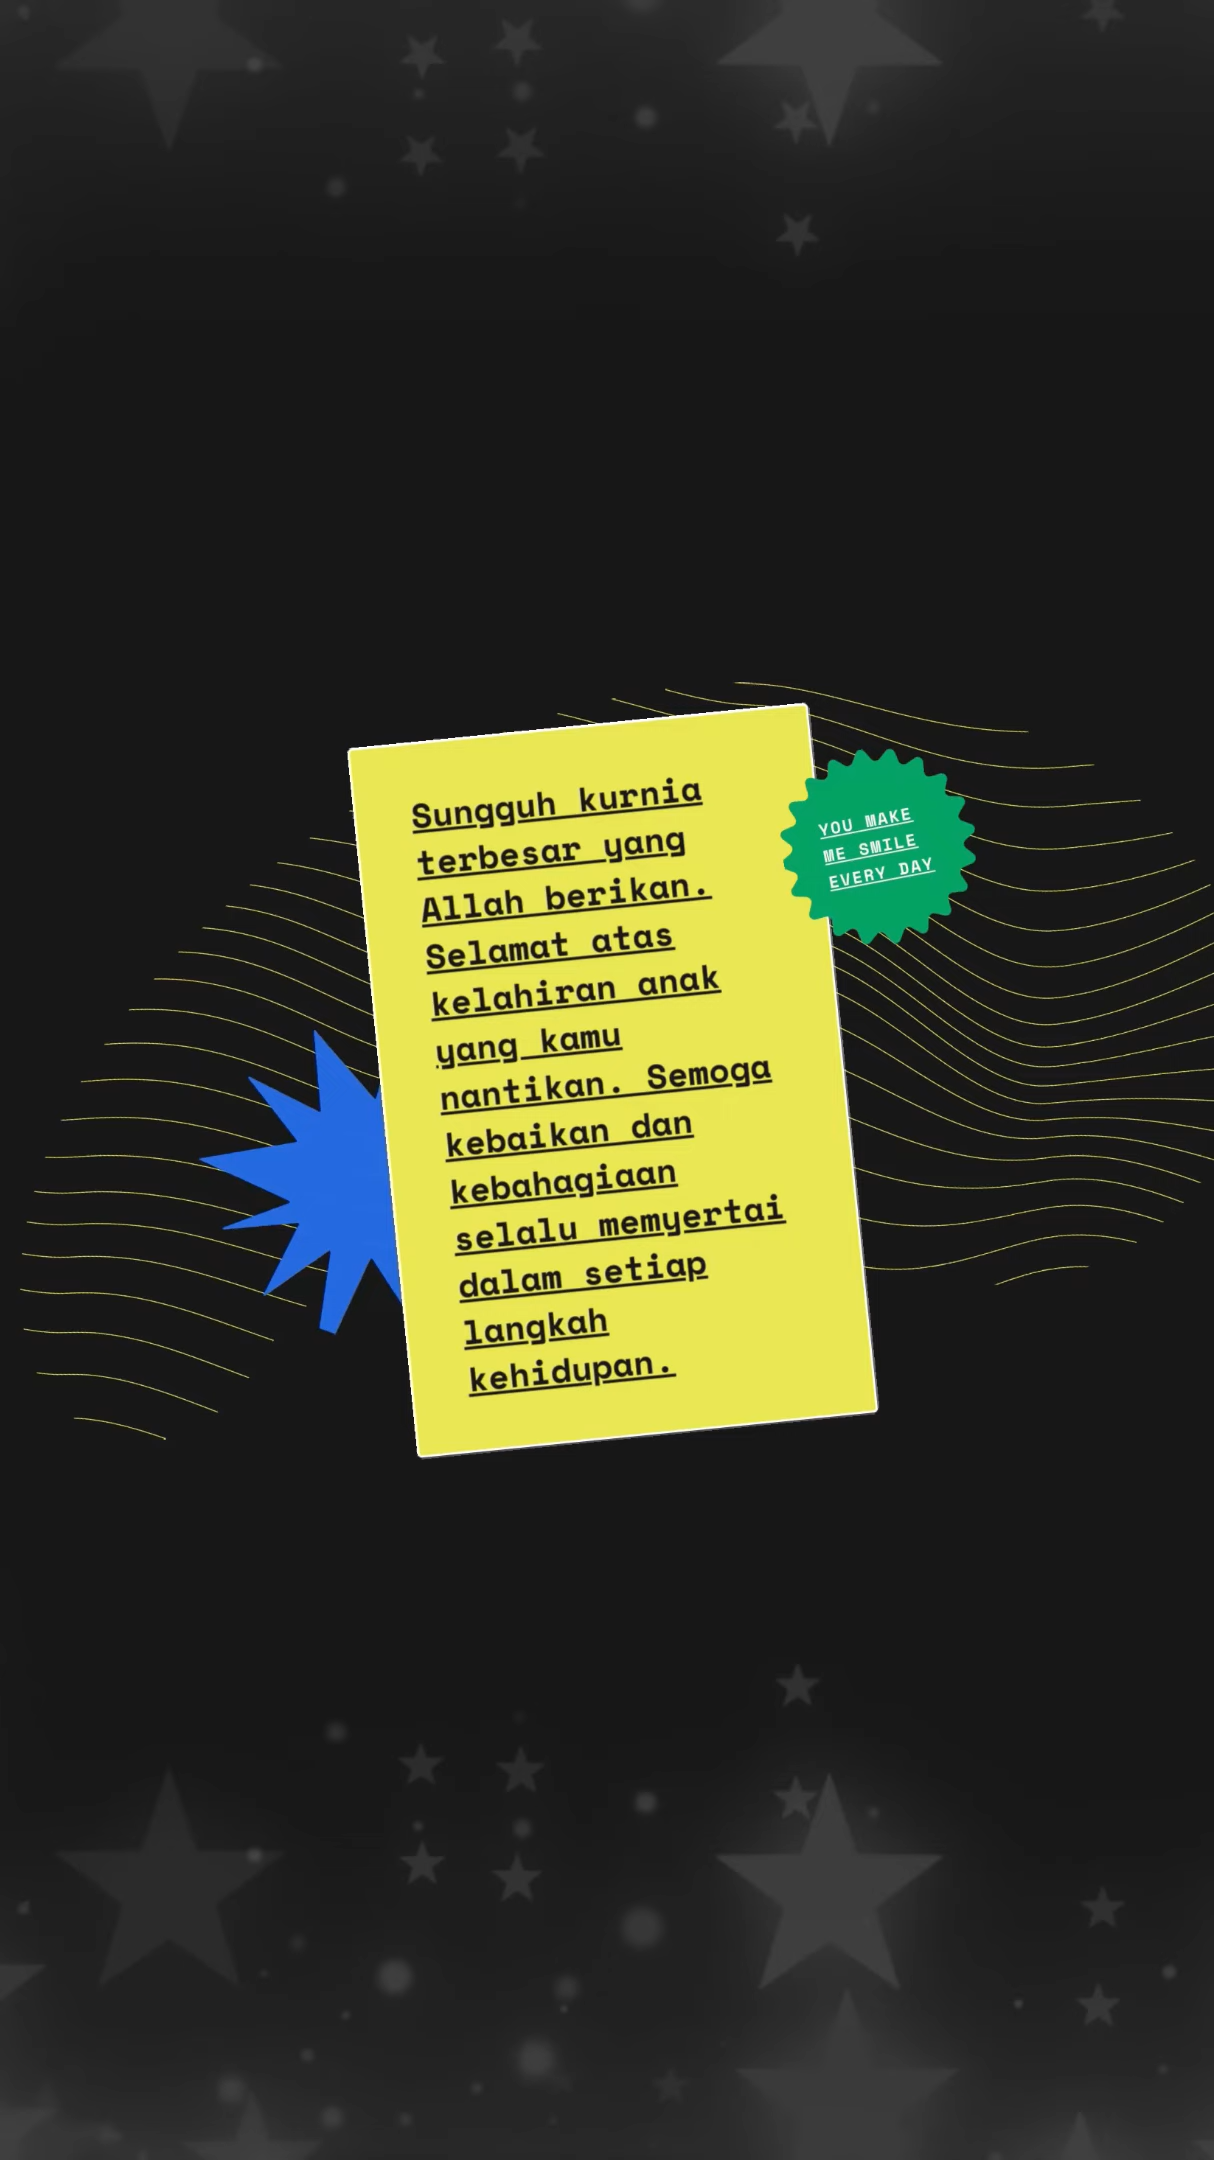 Sungguh kurnia
terbesar yang
Allah berikan.
Selamat atas
kelahiran anak
yang kamu
nantikan. Semoga
kebaikan dan
kebahagiaan
selalu memyertai
dalam setiap
langkah
kehidupan.
YOU MAKE
ME SMILE
EVERY DAY